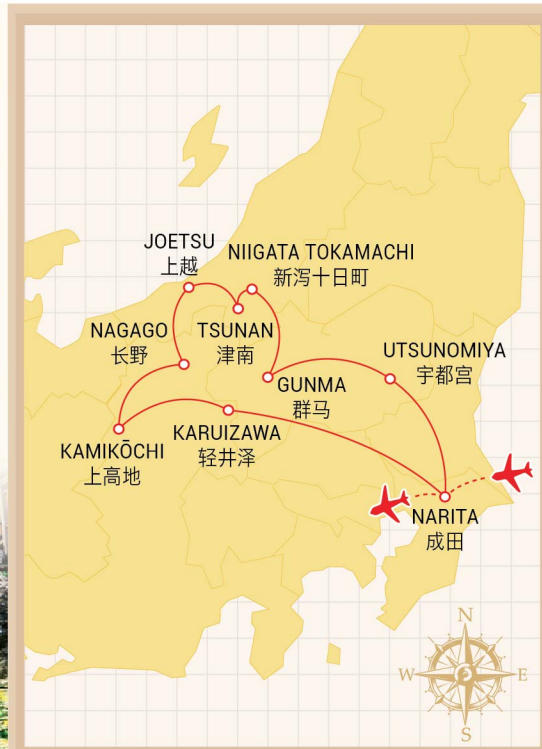 JOETSU
上越
NIIGATA TOKAMACHI
新泻十日町
NAGAGO
长野
TSUNAN
津南
GUNMA
群马
UTSUNOMIYA
宇都宫
KAMIKŌCHI
上高地
KARUIZAWA
轻井泽
NARITA
成田
N
W
E
S